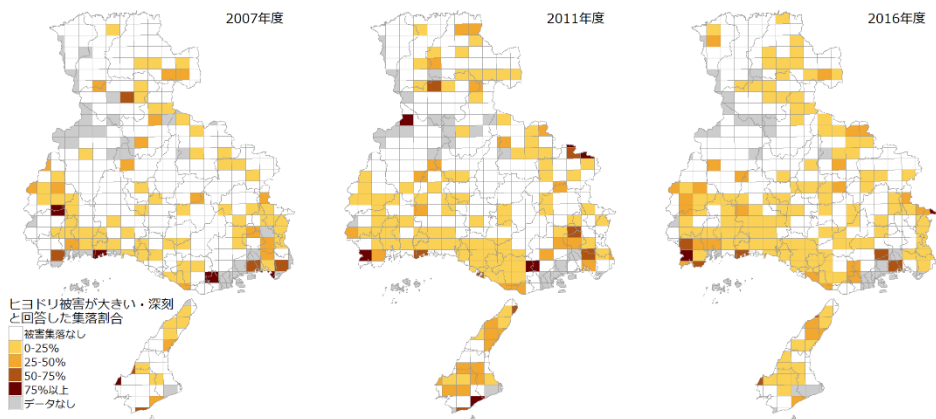 2007年度
2011年度
2016年度
ヒヨドリ被害が大きい・深刻
と回答した集落割合
被害集落なし
0-25%
25-50%
50-75%
75%以上
データなし